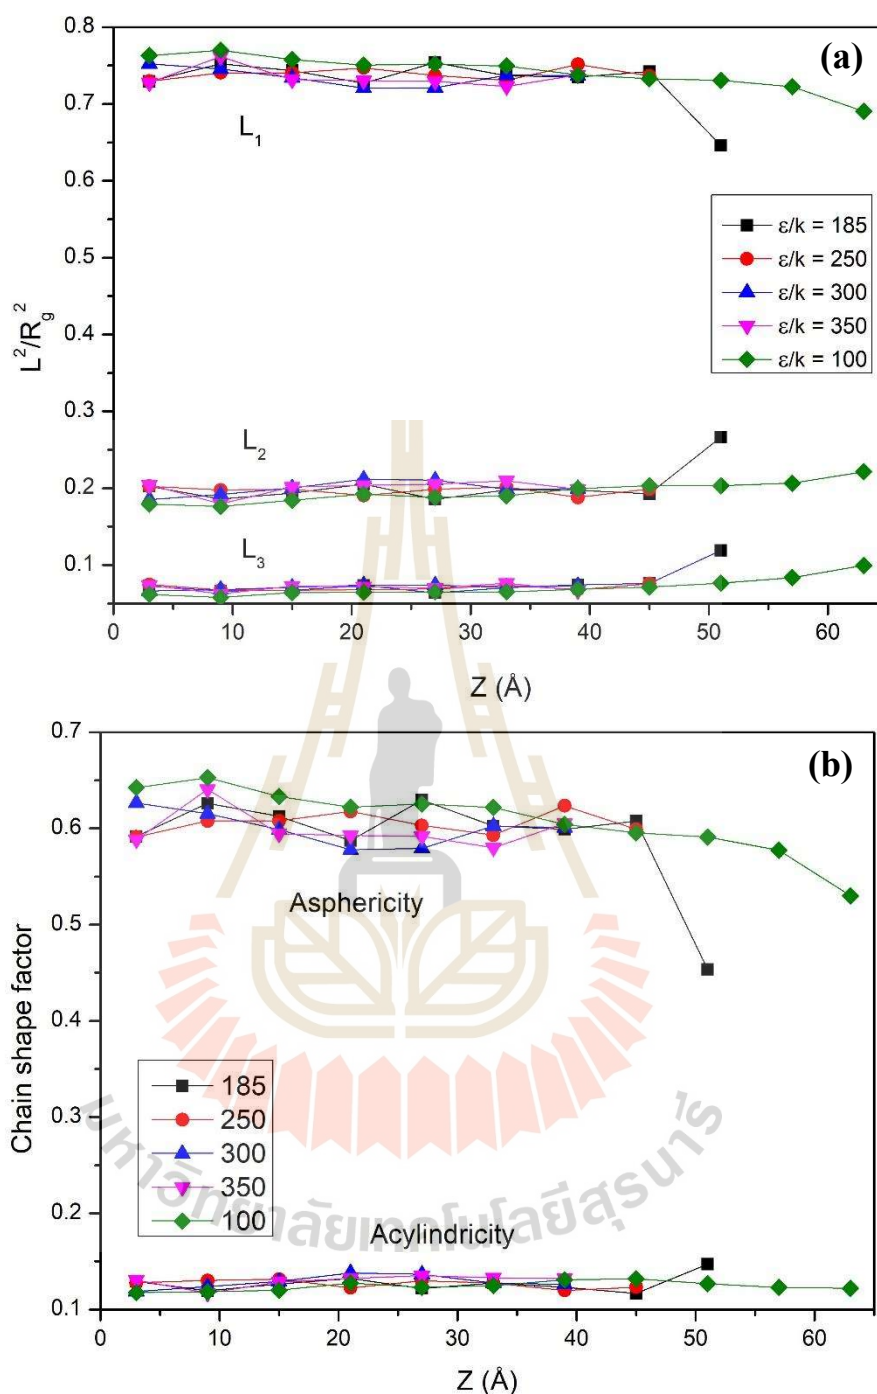 0.8
0.7
0.6
0.5
0.4
0.3
0.2
0.1
L²/R_g²
(a)
L₁
ε/k = 185
ε/k = 250
ε/k = 300
ε/k = 350
ε/k = 100
L₂
L₃
0 10 20 30 40 50 60
Z (Å)
0.7
0.6
0.5
0.4
0.3
0.2
0.1
Chain shape factor
(b)
Asphericity
185
250
300
350
100
Acylindricity
มหาวิทยาลัยเทคโนโลยีสุรนารี
0 10 20 30 40 50 60
Z (Å)